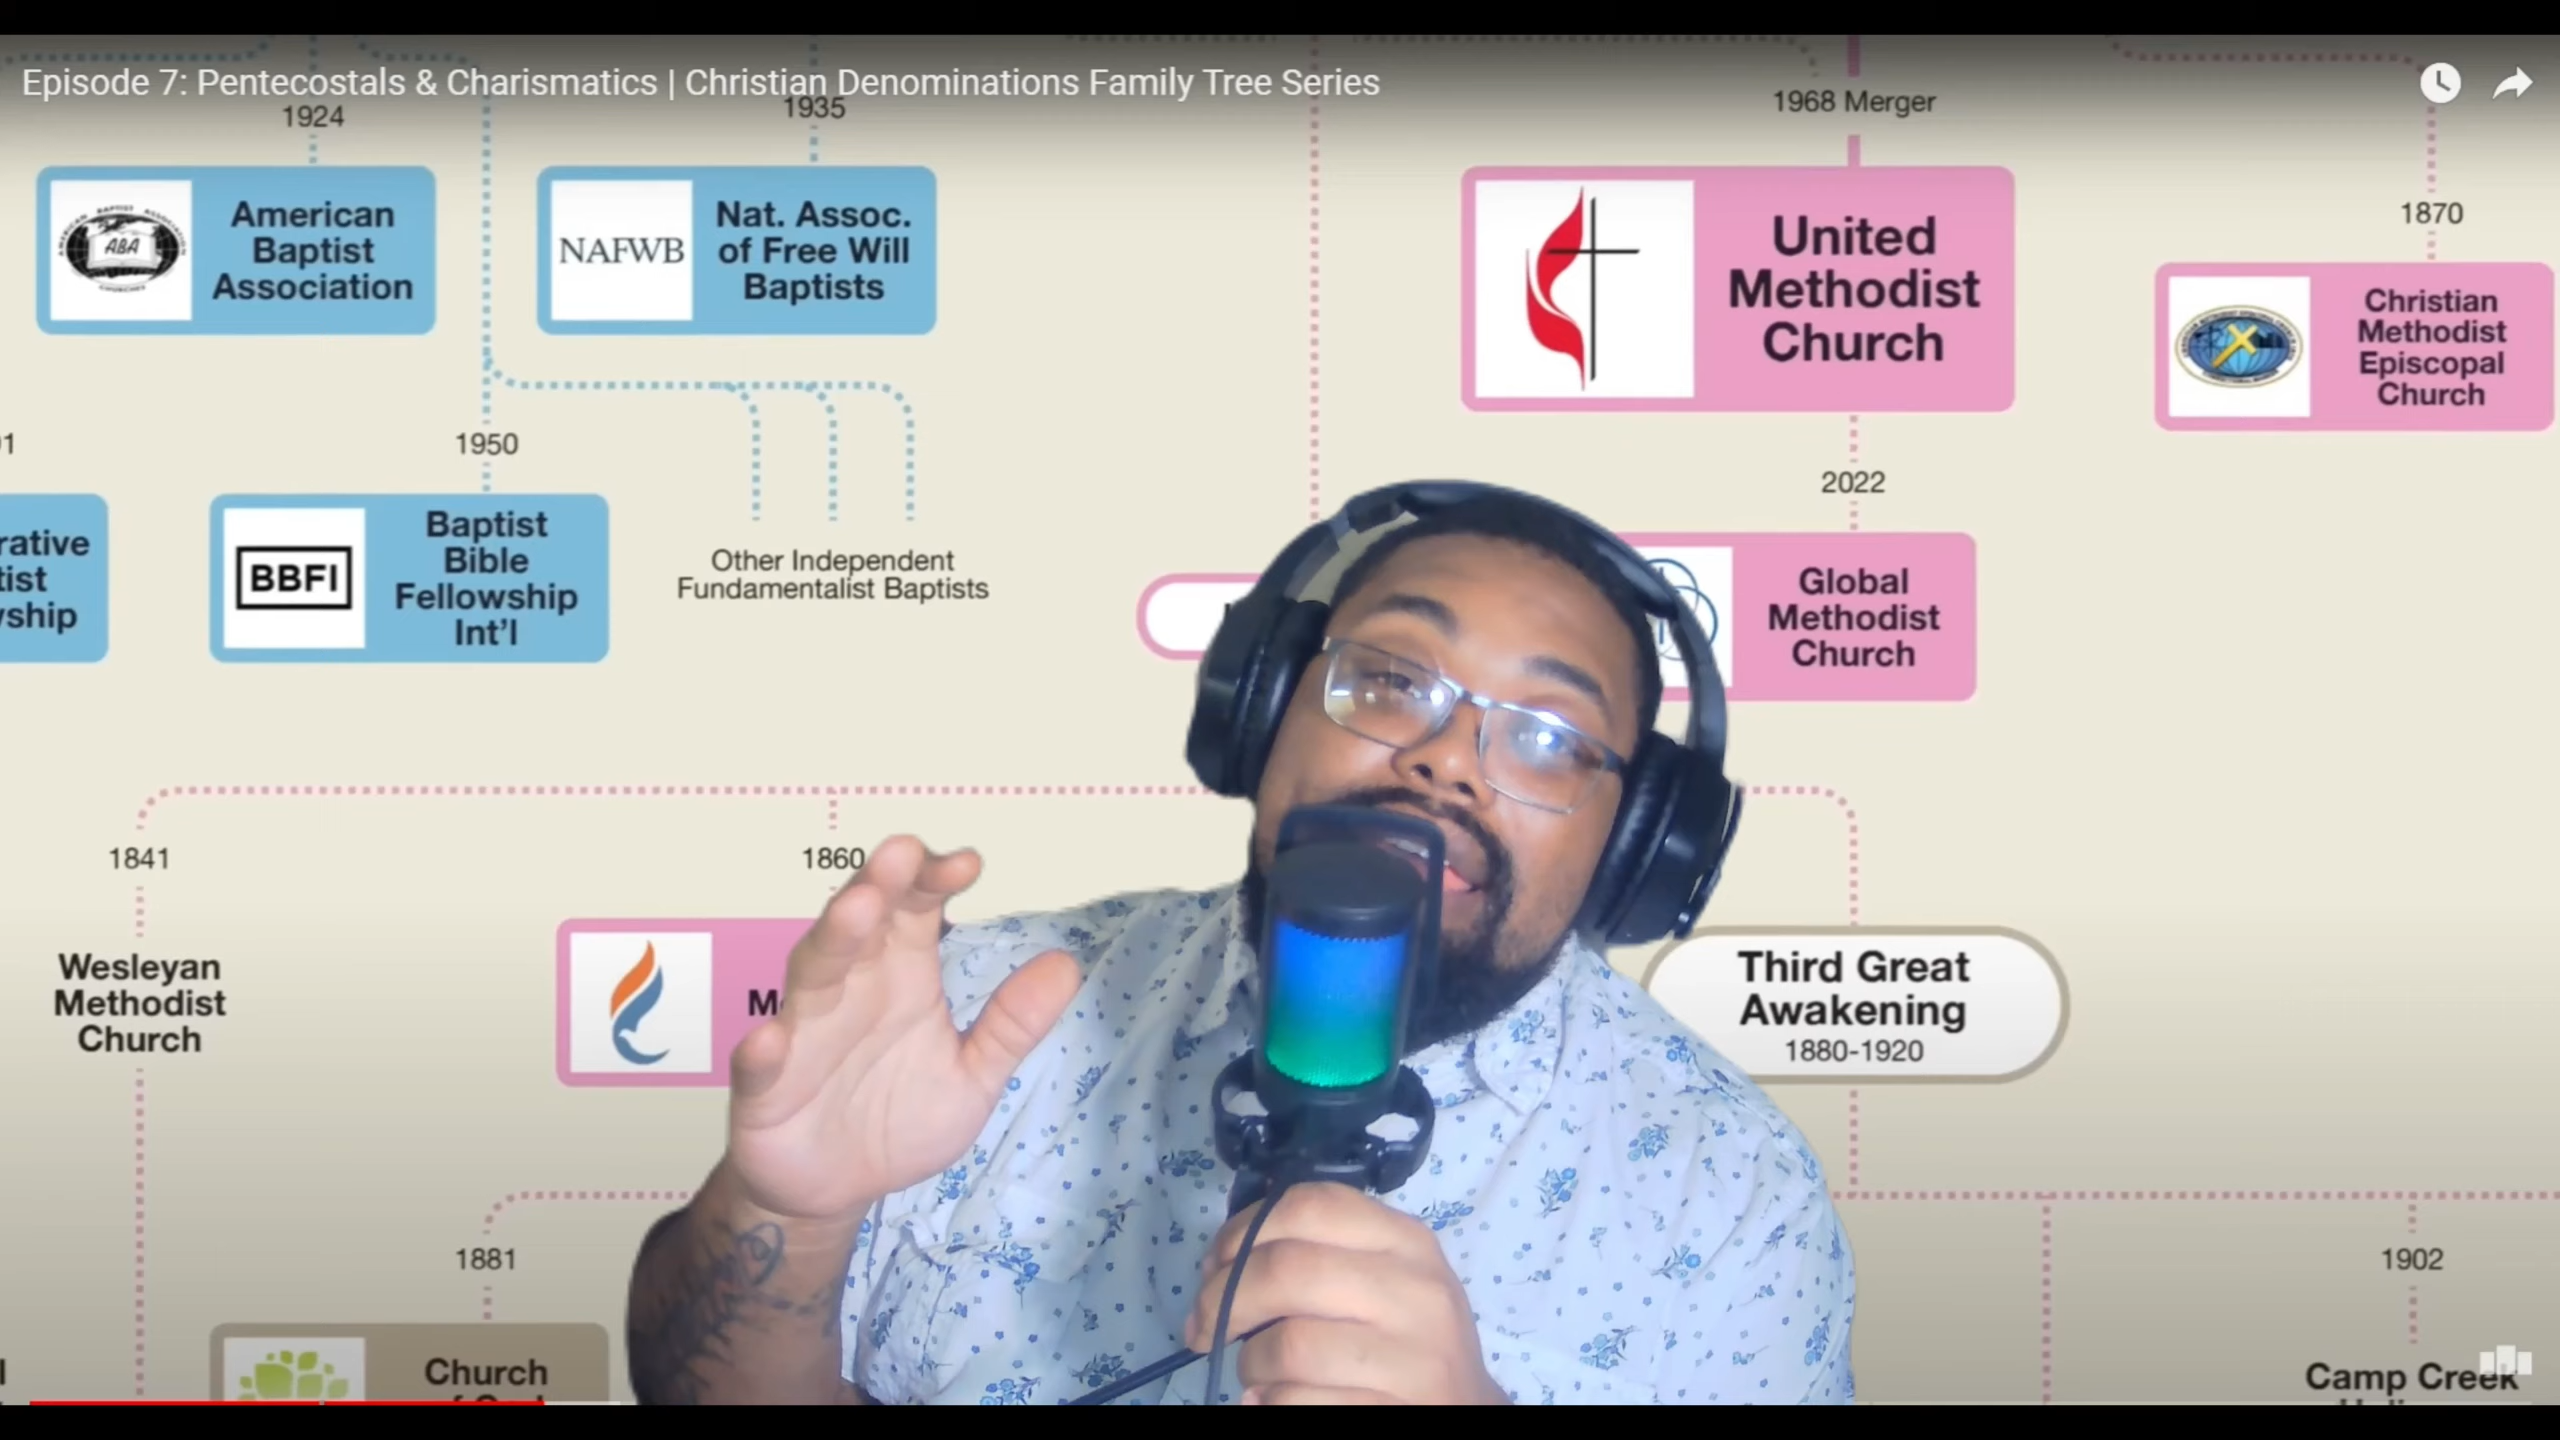 Episode 7: Pentecostals & Charismatics | Christian Denominations Family Tree Series
1924
1935
1968 Merger
1870
ABA
American
Baptist
Association
NAFWB
Nat. Assoc.
of Free Will
Baptists
United
Methodist
Church
Christian
Methodist
Episcopal
Church
1950
2022
BBFI
Baptist
Bible
Fellowship
Int'l
Other Independent
Fundamentalist Baptists
Global
Methodist
Church
1841
1860
Wesleyan
Methodist
Church
Third Great
Awakening
1880-1920
1881
1902
Church
Camp Creek